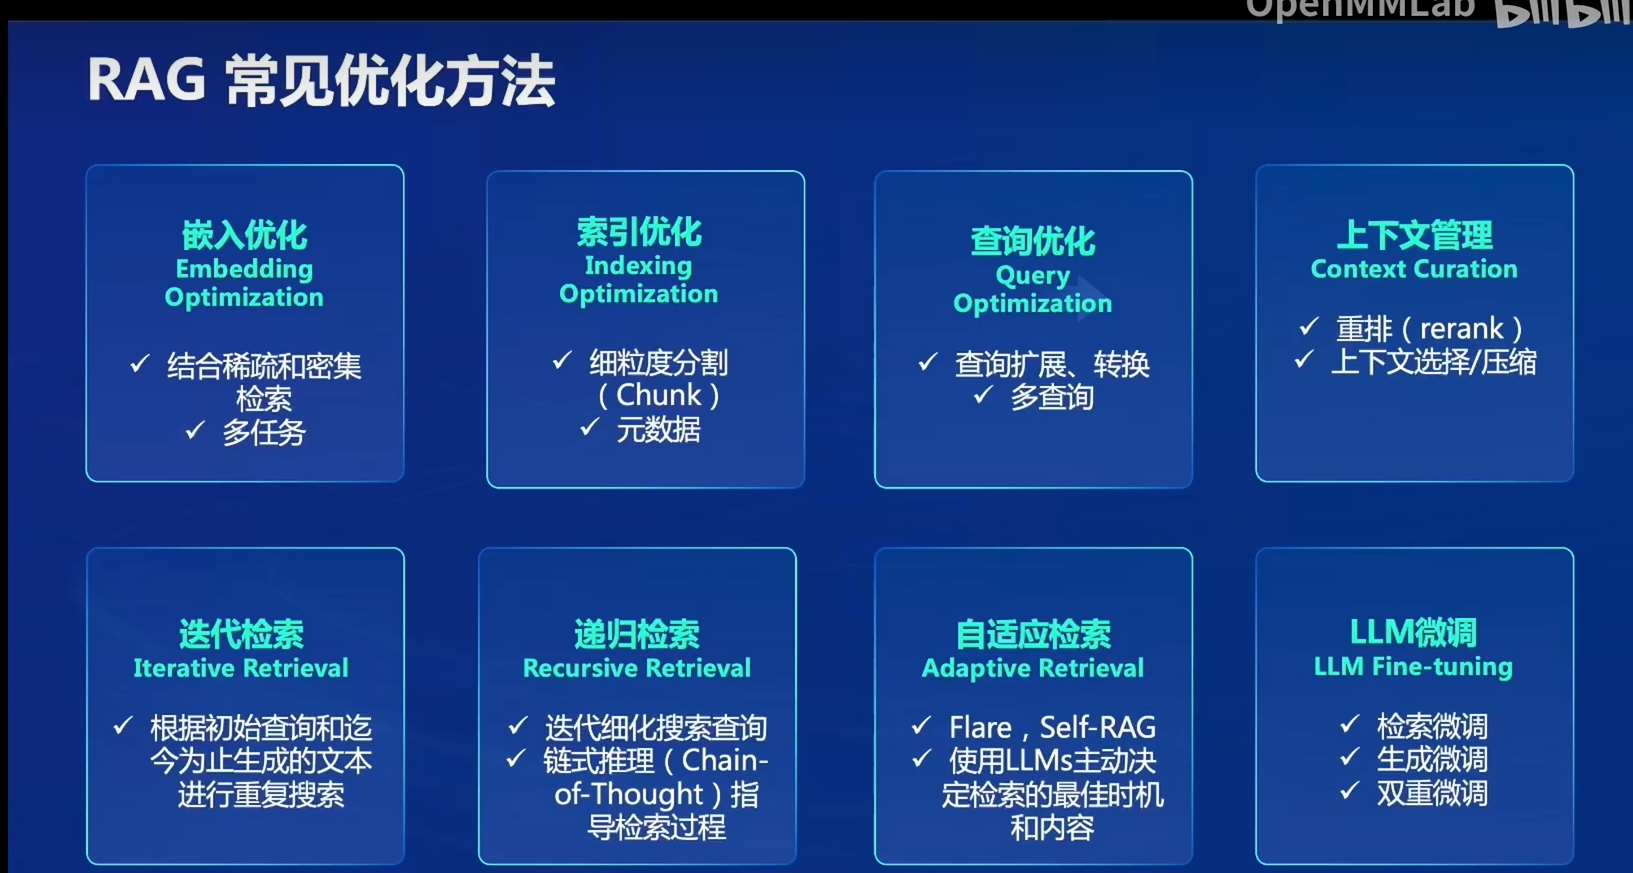 OpenMMLab bilibili
RAG 常见优化方法
嵌入优化
Embedding
Optimization
✓ 结合稀疏和密集
检索
✓ 多任务
索引优化
Indexing
Optimization
✓ 细粒度分割
（Chunk）
✓ 元数据
查询优化
Query
Optimization
✓ 查询扩展、转换
✓ 多查询
上下文管理
Context Curation
✓ 重排（rerank）
✓ 上下文选择/压缩
迭代检索
Iterative Retrieval
✓ 根据初始查询和迄
今为止生成的文本
进行重复搜索
递归检索
Recursive Retrieval
✓ 迭代细化搜索查询
✓ 链式推理（Chain-
of-Thought）指
导检索过程
自适应检索
Adaptive Retrieval
✓ Flare，Self-RAG
✓ 使用LLMs主动决
定检索的最佳时机
和内容
LLM微调
LLM Fine-tuning
✓ 检索微调
✓ 生成微调
✓ 双重微调